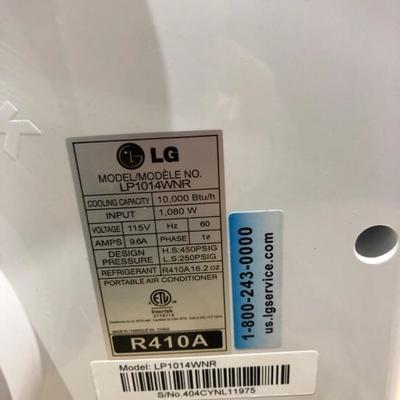 LG
MODEL/MODÈLE NO.
LP1014WNR
COOLING CAPACITY 10,000 Btu/h
INPUT 1,080 W
VOLTAGE 115V Hz 60
AMPS 9.6A PHASE 1ø
DESIGN PRESSURE H.S:450PSIG
L.S:250PSIG
REFRIGERANT R410A16.2 oz
PORTABLE AIR CONDITIONER
ETL
Intertek
R410A
1-800-243-0000
us.lgservice.com
Model: LP1014WNR
S/No.404CYNL11975